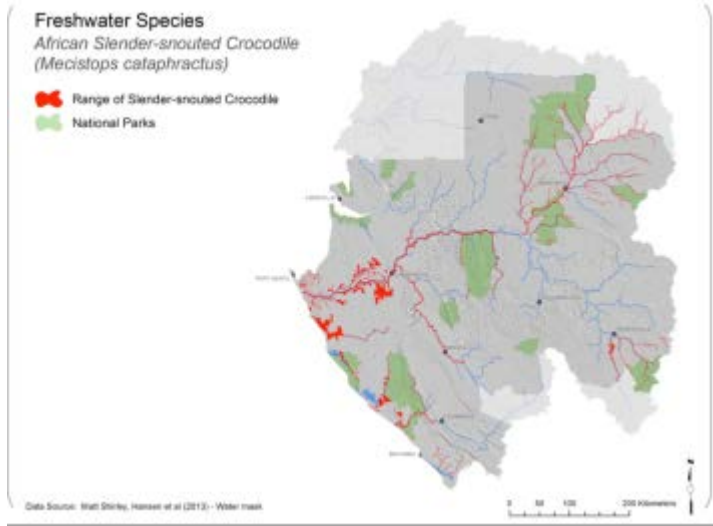 Freshwater Species
African Slender-snouted Crocodile
(Mecistops cataphractus)
Range of Slender-snouted Crocodile
National Parks
Data Source: Matt Shirley, Hansen et al (2013) - Water mask
0 50 100 200 Kilometers